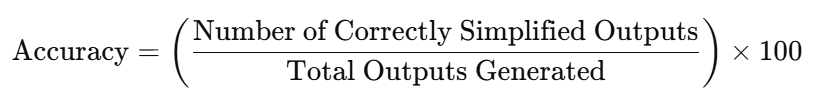 Accuracy = ( Number of Correctly Simplified Outputs / Total Outputs Generated ) × 100